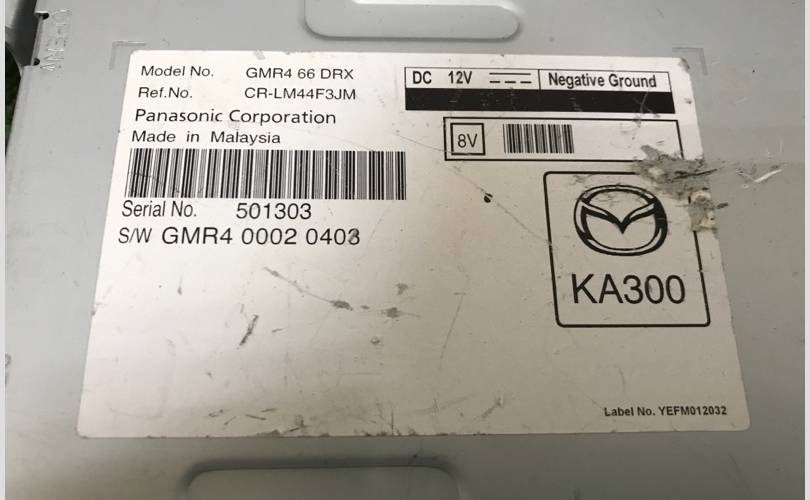 Model No. GMR4 66 DRX
Ref.No. CR-LM44F3JM
Panasonic Corporation
Made in Malaysia
Serial No. 501303
S/W GMR4 0002 0403
DC 12V Negative Ground
8V
KA300
Label No. YEFM012032